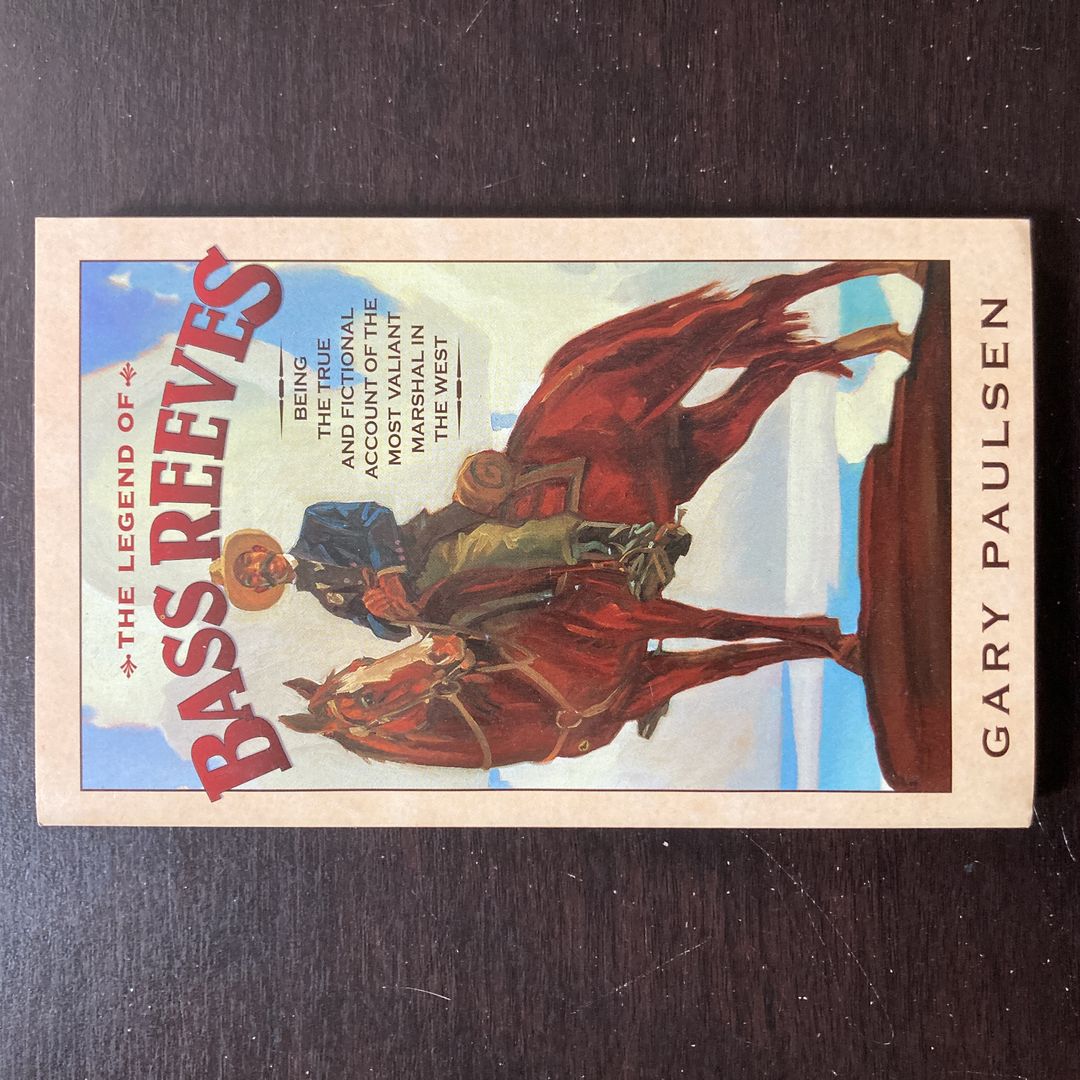 THE LEGEND OF
BASS REEVES
BEING
THE TRUE
AND FICTIONAL
ACCOUNT OF THE
MOST VALIANT
MARSHAL IN
THE WEST
GARY PAULSEN